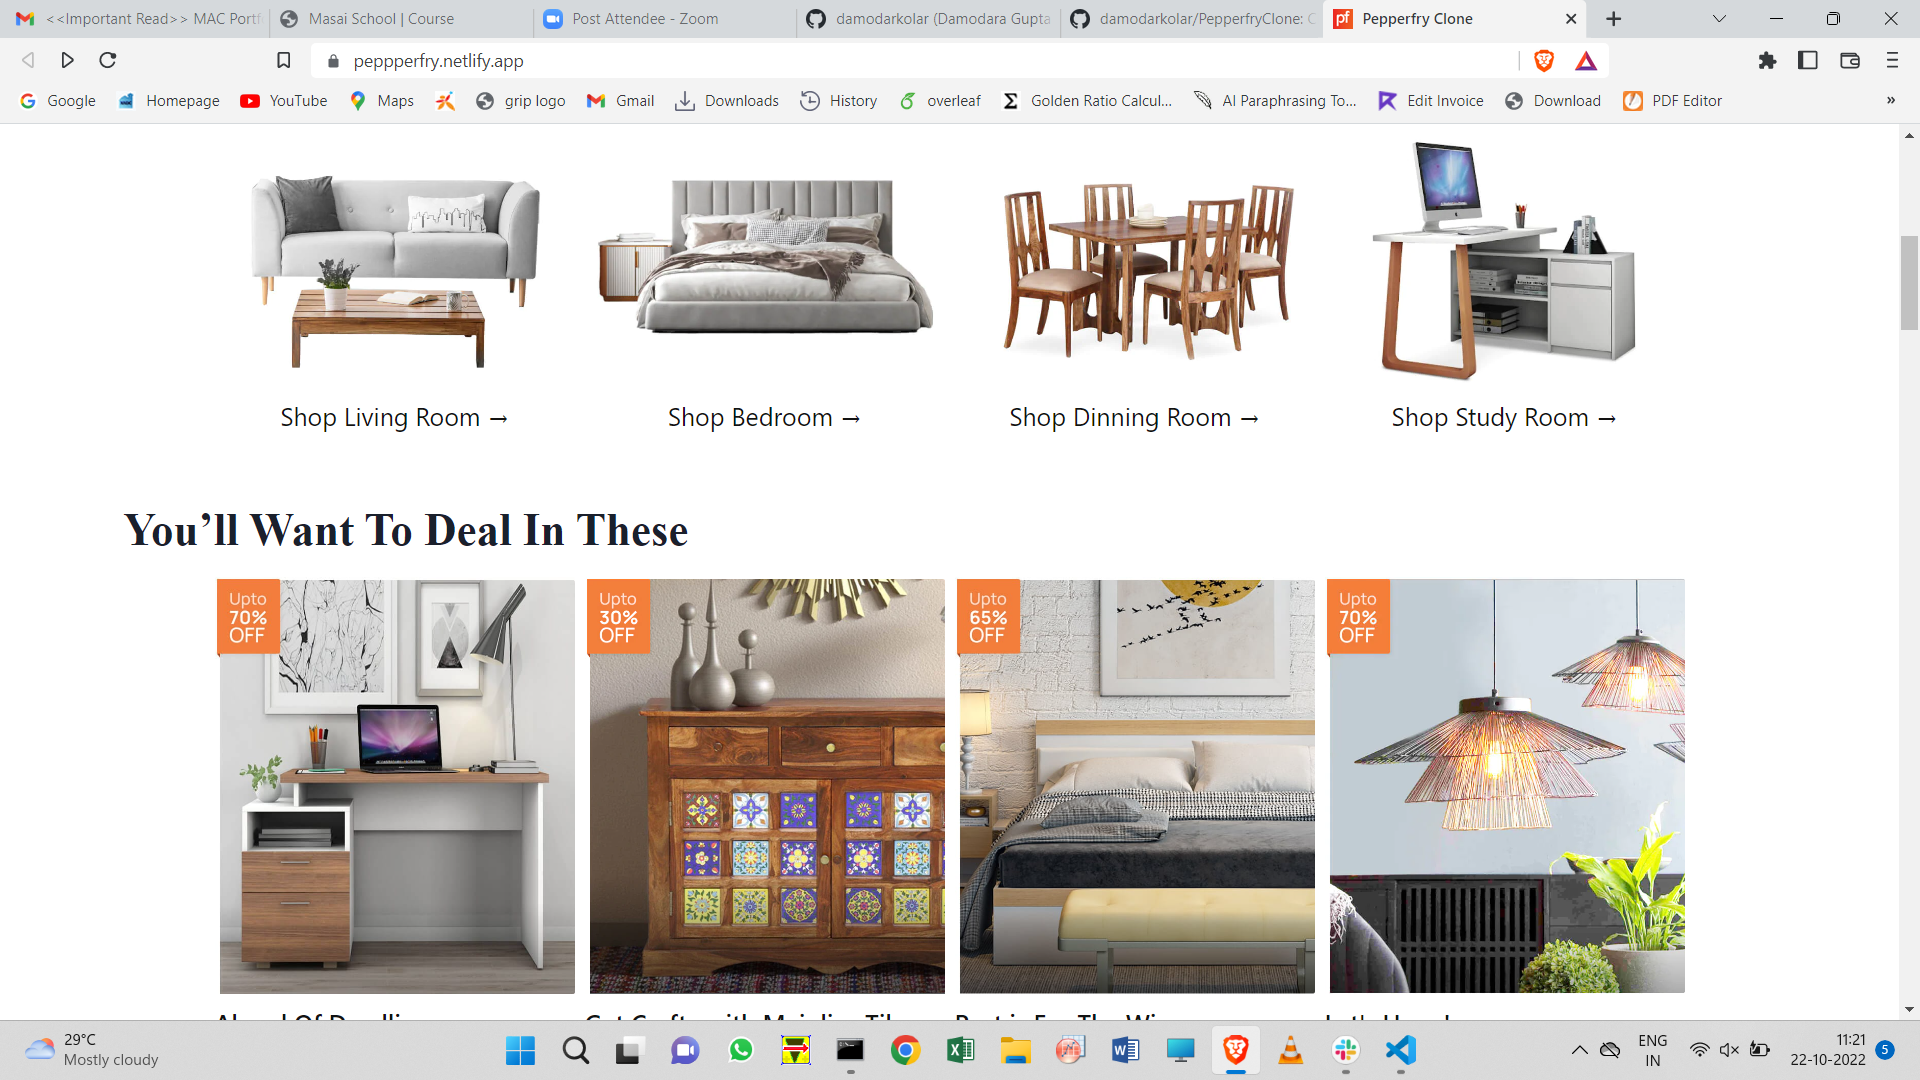 <<Important Read>> MAC Portf
Masai School | Course
Post Attendee - Zoom
damodarkolar (Damodara Gupta
damodarkolar/PepperfryClone: C
pf
Pepperfry Clone
peppperfry.netlify.app
Google
Homepage
YouTube
Maps
grip logo
Gmail
Downloads
History
overleaf
Golden Ratio Calcul...
AI Paraphrasing To...
Edit Invoice
Download
PDF Editor
»
Shop Living Room →
Shop Bedroom →
Shop Dinning Room →
Shop Study Room →
You’ll Want To Deal In These
Upto
70%
OFF
Upto
30%
OFF
Upto
65%
OFF
Upto
70%
OFF
29°C
Mostly cloudy
ENG
IN
11:21
22-10-2022
5